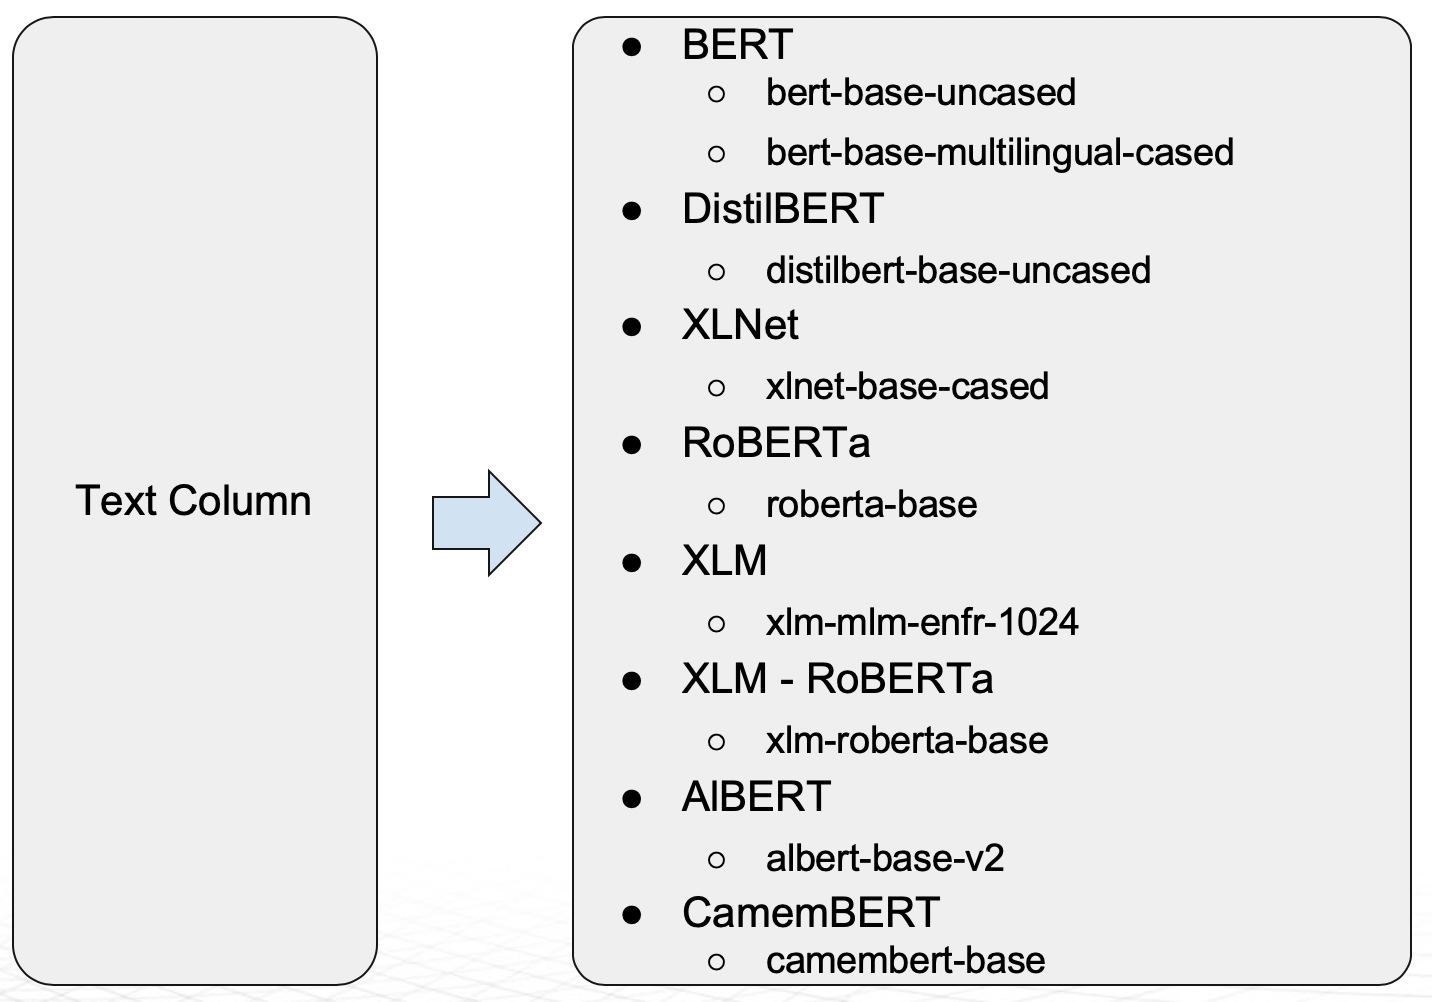 Text Column
● BERT
○ bert-base-uncased
○ bert-base-multilingual-cased
● DistilBERT
○ distilbert-base-uncased
● XLNet
○ xlnet-base-cased
● RoBERTa
○ roberta-base
● XLM
○ xlm-mlm-enfr-1024
● XLM - RoBERTa
○ xlm-roberta-base
● AlBERT
○ albert-base-v2
● CamemBERT
○ camembert-base